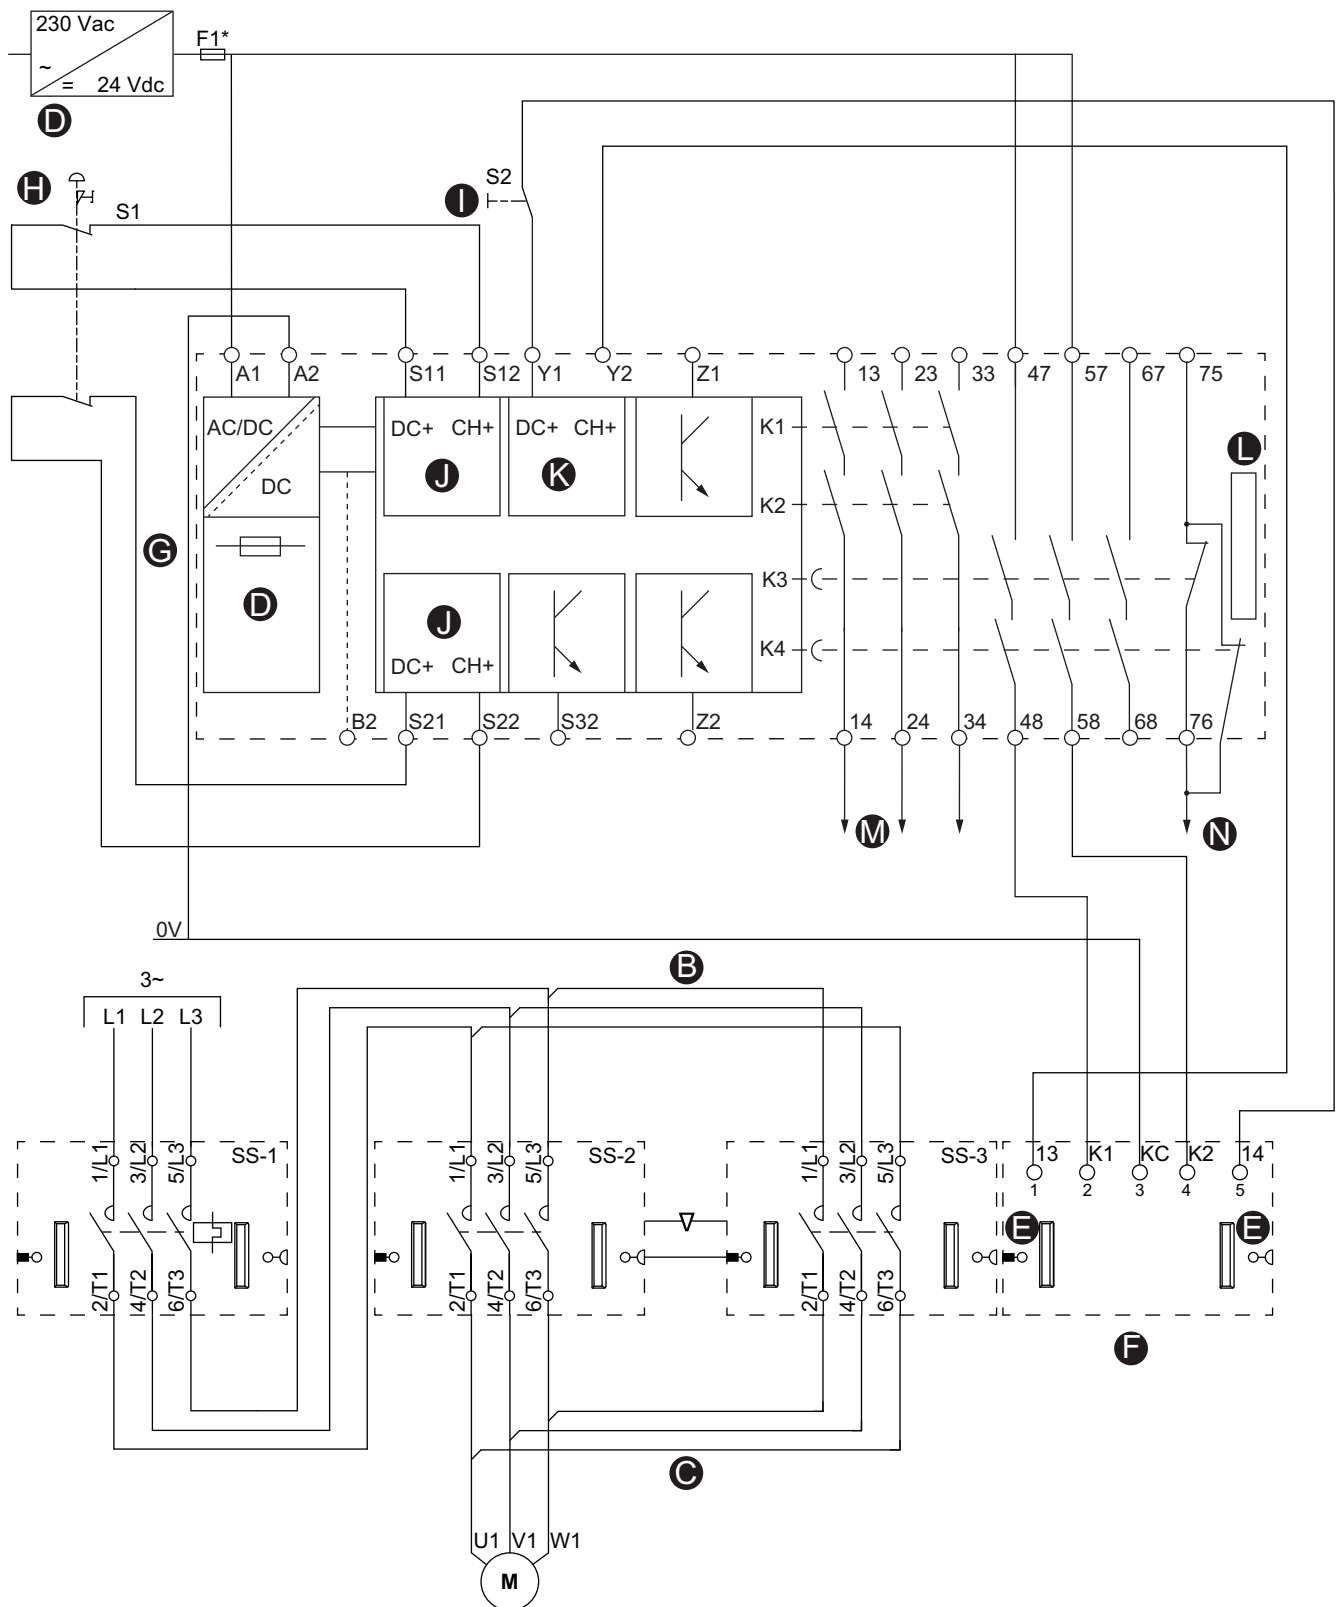 230 Vac
~
= 24 Vdc
F1*
D
H
S1
S2
I
A1 A2 S11 S12 Y1 Y2 Z1 13 23 33 47 57 67 75
AC/DC
DC
DC+ CH+
J
DC+ CH+
K
K1
K2
L
G
D
J
DC+ CH+
K3
K4
B2 S21 S22 S32 Z2 14 24 34 48 58 68 76
M
N
0V
B
3~
L1 L2 L3
1/L1 3/L2 5/L3 SS-1
1/L1 3/L2 5/L3 SS-2
1/L1 3/L2 5/L3 SS-3
13 K1 KC K2 14
1 2 3 4 5
E
E
2/T1 4/T2 6/T3
2/T1 4/T2 6/T3
2/T1 4/T2 6/T3
F
C
U1 V1 W1
M